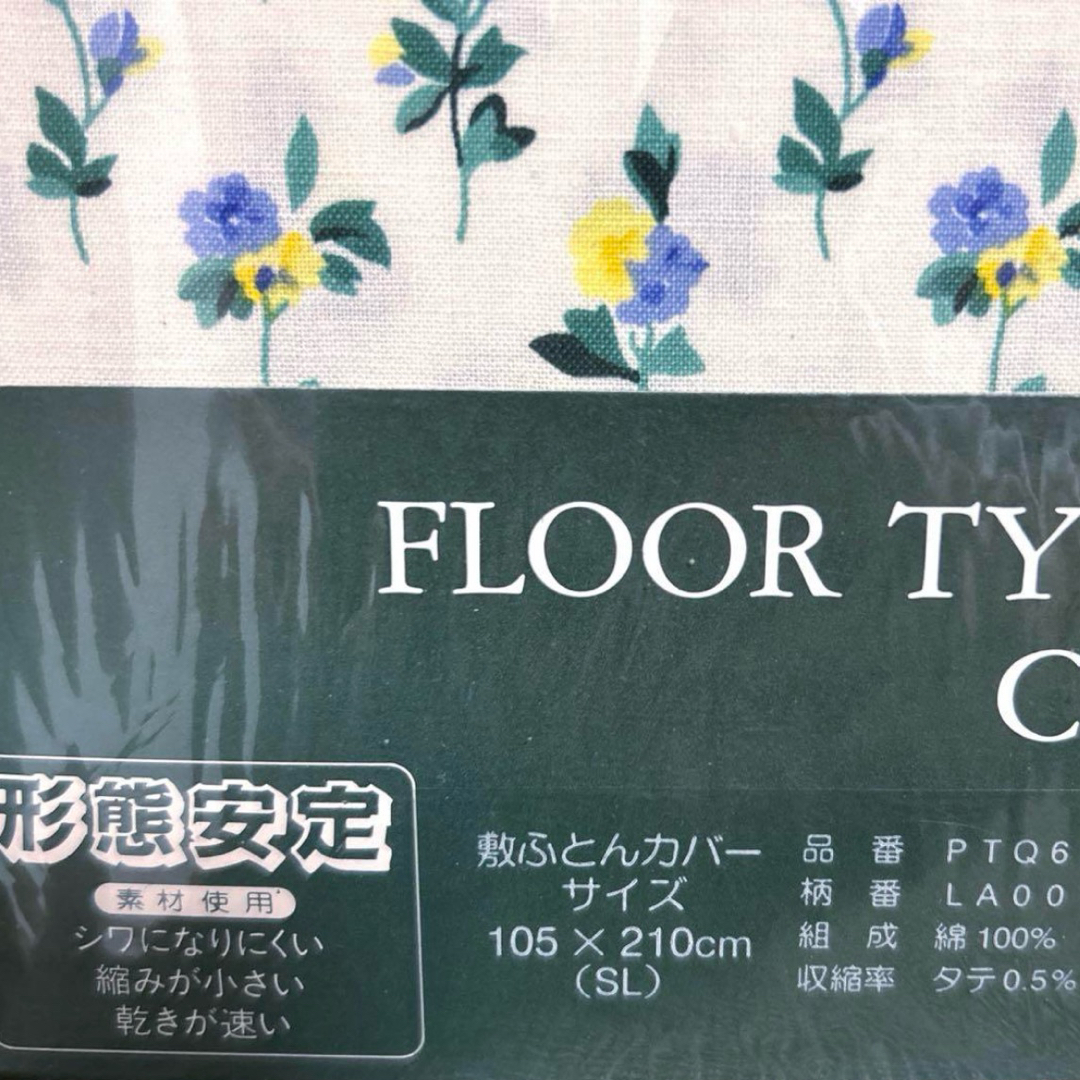 FLOOR TY
C
形態安定
素材使用
シワになりにくい
縮みが小さい
乾きが速い
敷ふとんカバー
サイズ
105×210cm
(SL)
品 番 PTQ6
柄 番 LA00
組 成 綿100%
収縮率 タテ0.5%